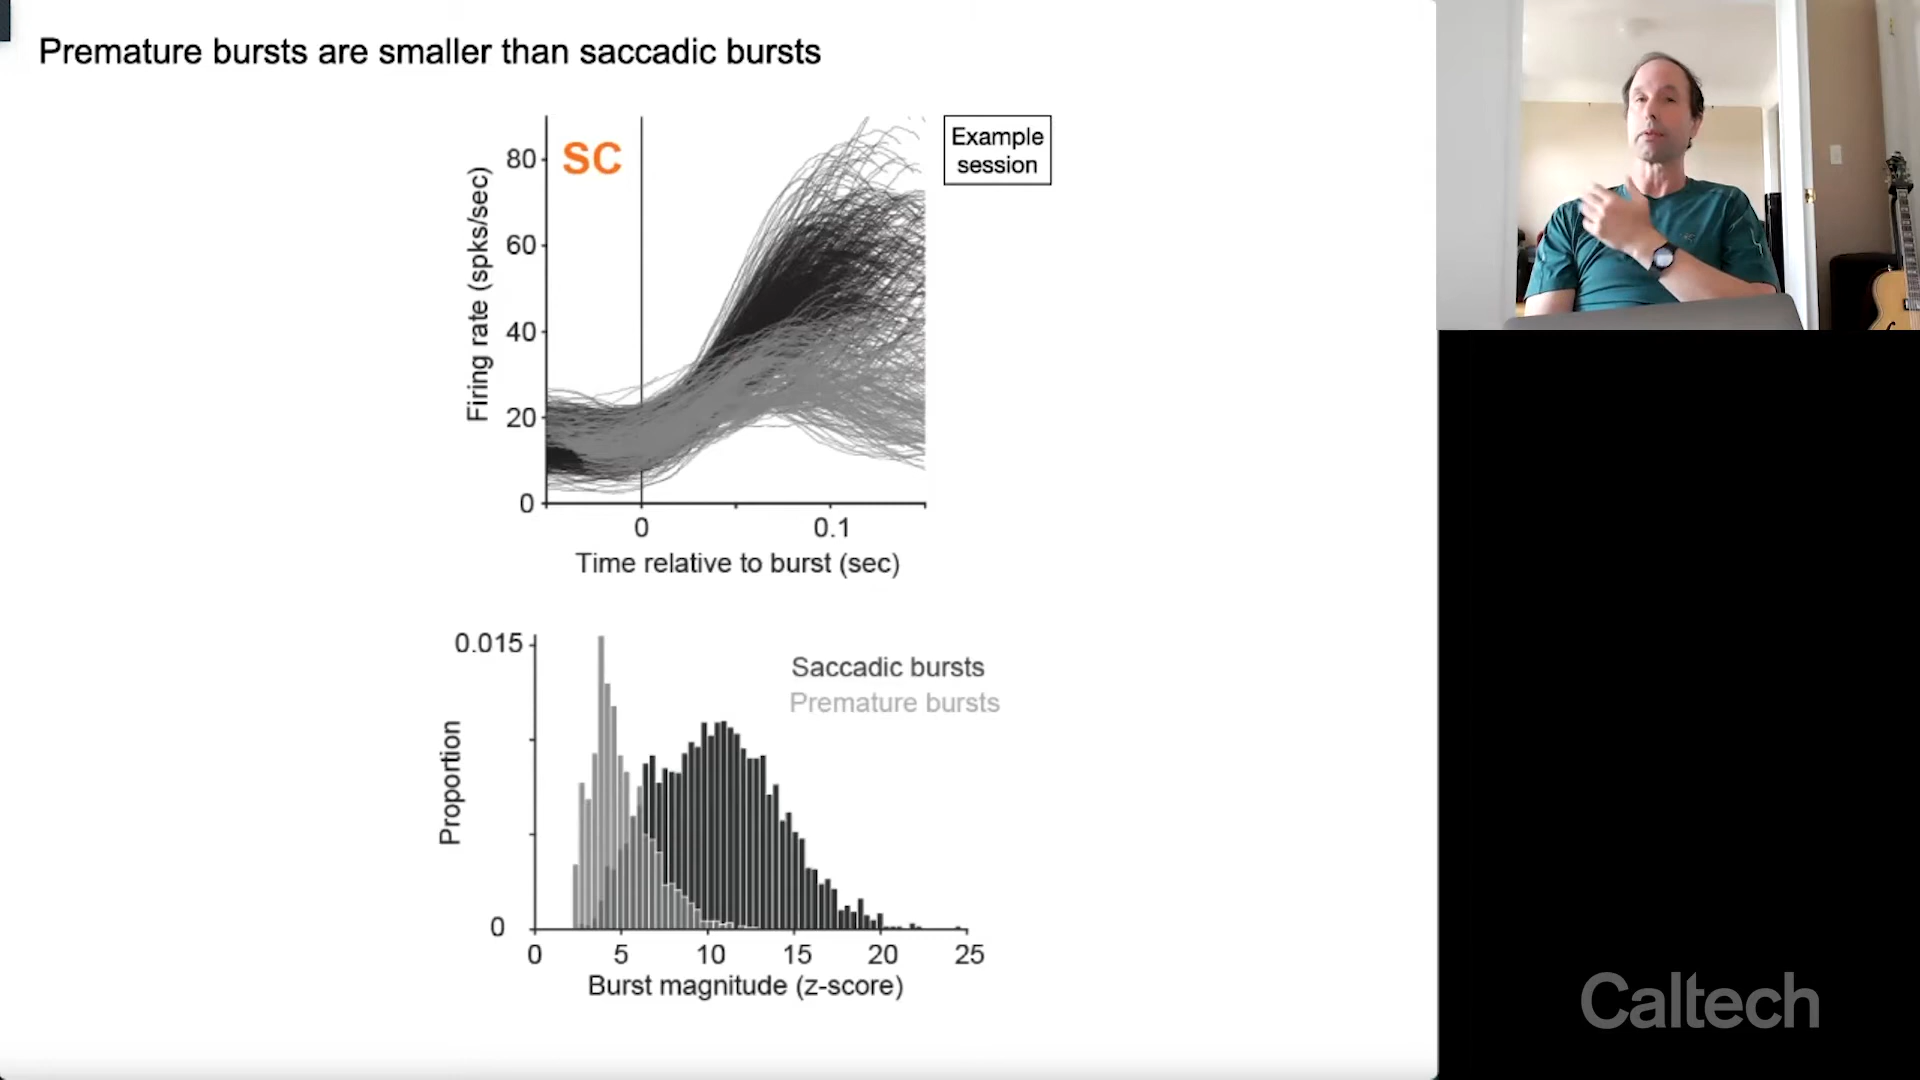 Premature bursts are smaller than saccadic bursts
SC
Example
session
Firing rate (spks/sec)
80
60
40
20
0
0
0.1
Time relative to burst (sec)
0.015
0
Proportion
Saccadic bursts
Premature bursts
0
5
10
15
20
25
Burst magnitude (z-score)
Caltech